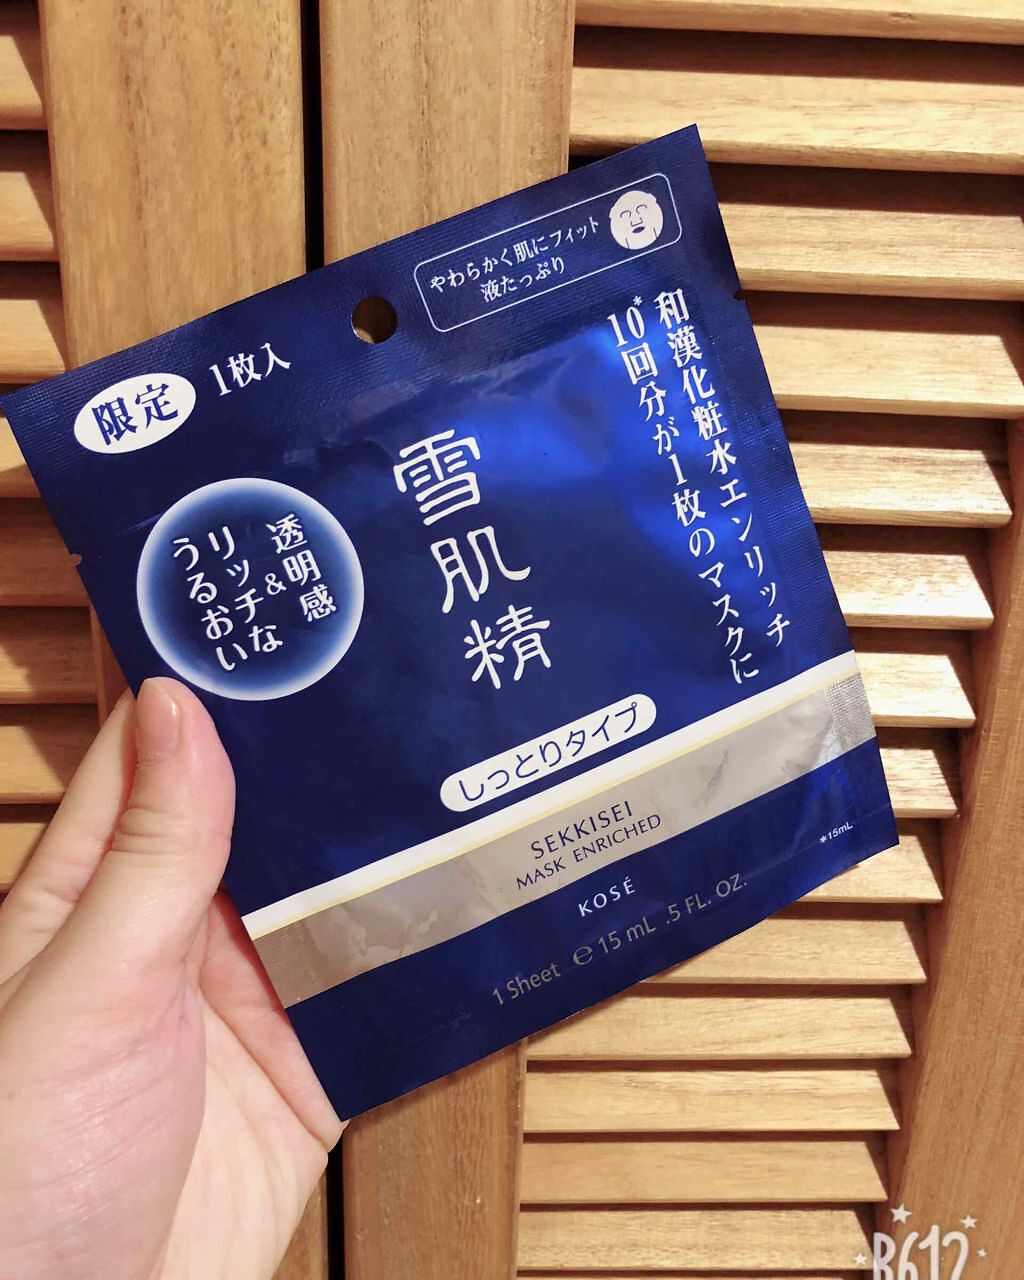 やわらかく肌にフィット
液たっぷり
限定
1枚入
和漢化粧水エンリッチ
*10回分が1枚のマスクに
透明感
&
リッチな
うるおい
雪肌精
しっとりタイプ
SEKKISEI
MASK ENRICHED
*15mL
KOSÉ
1 Sheet ℮ 15 mL .5 FL. OZ.
B612